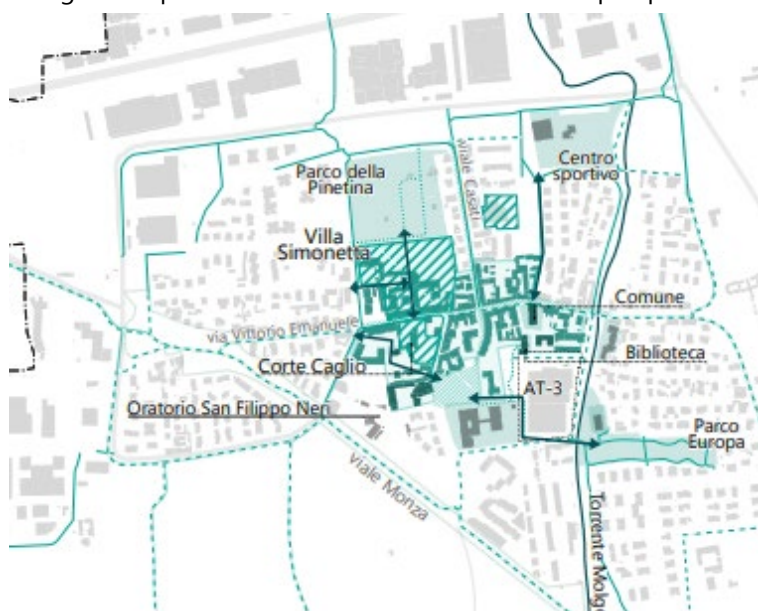 Parco della
Pinetina
viale Casati
Centro
sportivo
Villa
Simonetta
Comune
via Vittorio Emanuele
Biblioteca
Corte Caglio
AT-3
Oratorio San Filippo Neri
Parco
Europa
viale Monza
Torrente Molgo